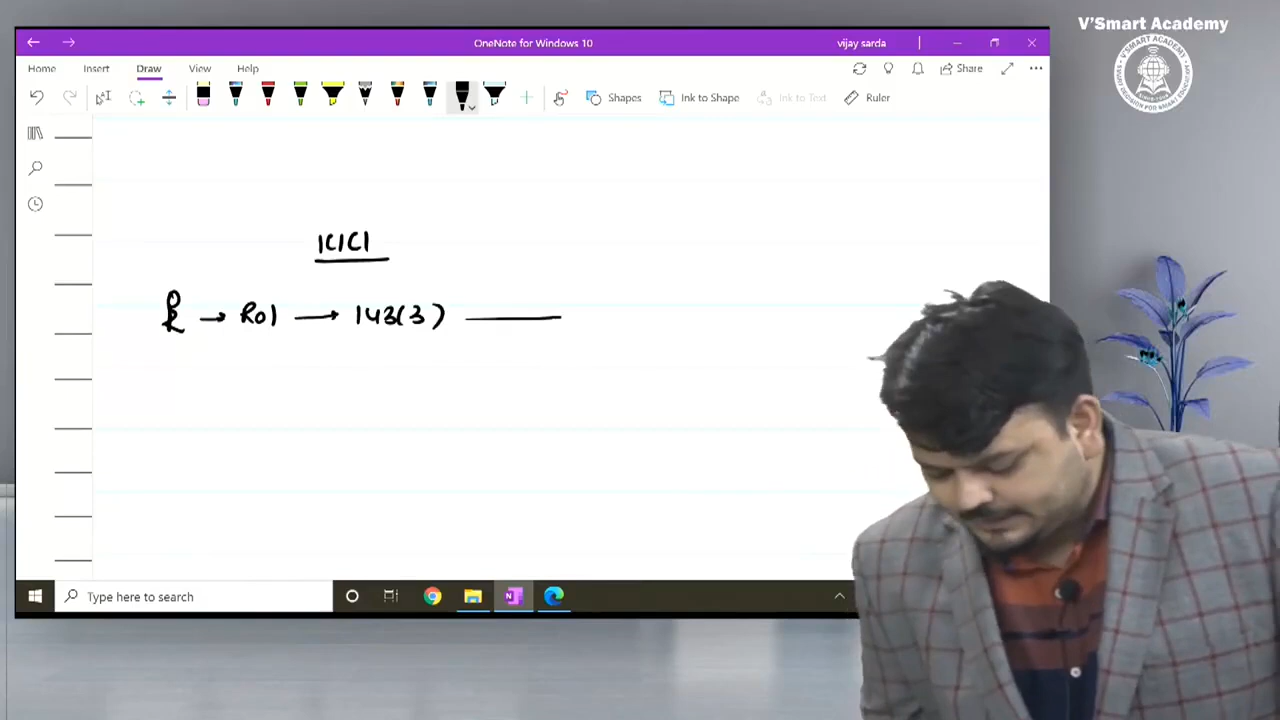 V'Smart Academy
OneNote for Windows 10
vijay sarda
Home Insert Draw View Help
Share
Shapes Ink to Shape Ink to Text Ruler
ICICI
R → ROI → 143(3)
Type here to search